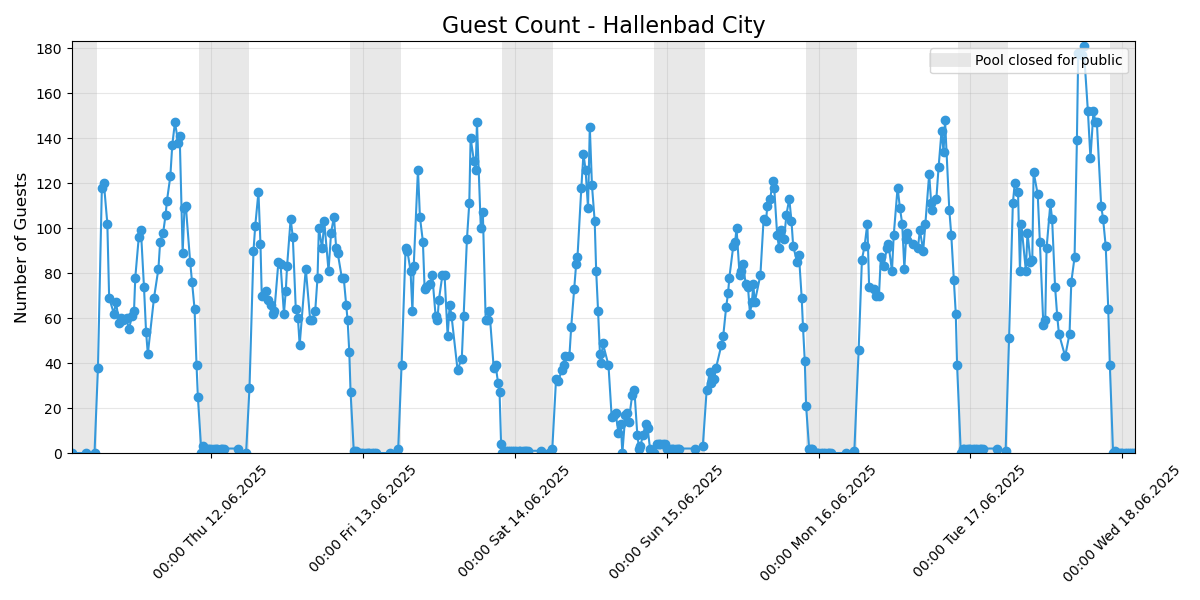 Guest Count - Hallenbad City
Pool closed for public
Number of Guests
180
160
140
120
100
80
60
40
20
0
00:00 Thu 12.06.2025
00:00 Fri 13.06.2025
00:00 Sat 14.06.2025
00:00 Sun 15.06.2025
00:00 Mon 16.06.2025
00:00 Tue 17.06.2025
00:00 Wed 18.06.2025